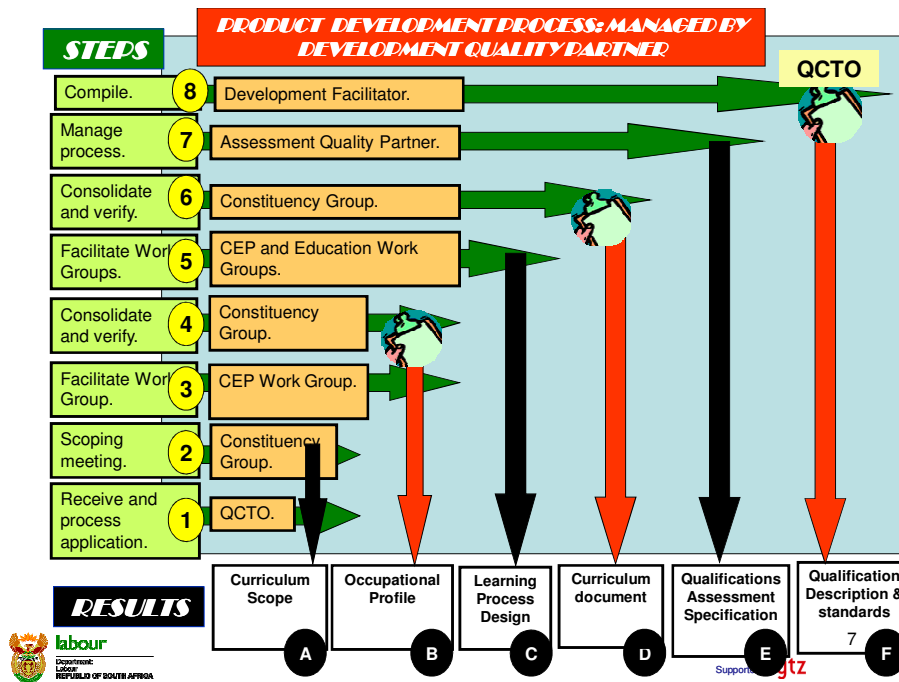 PRODUCT DEVELOPMENT PROCESS: MANAGED BY
DEVELOPMENT QUALITY PARTNER
STEPS
QCTO
Compile.
8
Development Facilitator.
Manage
process.
7
Assessment Quality Partner.
Consolidate
and verify.
6
Constituency Group.
Facilitate Work
Groups.
5
CEP and Education Work
Groups.
Consolidate
and verify.
4
Constituency
Group.
Facilitate Work
Group.
3
CEP Work Group.
Scoping
meeting.
2
Constituency
Group.
Receive and
process
application.
1
QCTO.
RESULTS
Curriculum
Scope
A
Occupational
Profile
B
Learning
Process
Design
C
Curriculum
document
D
Qualifications
Assessment
Specification
E
Qualification
Description &
standards
7
F
labour
Department:
Labour
REPUBLIC OF SOUTH AFRICA
gtz